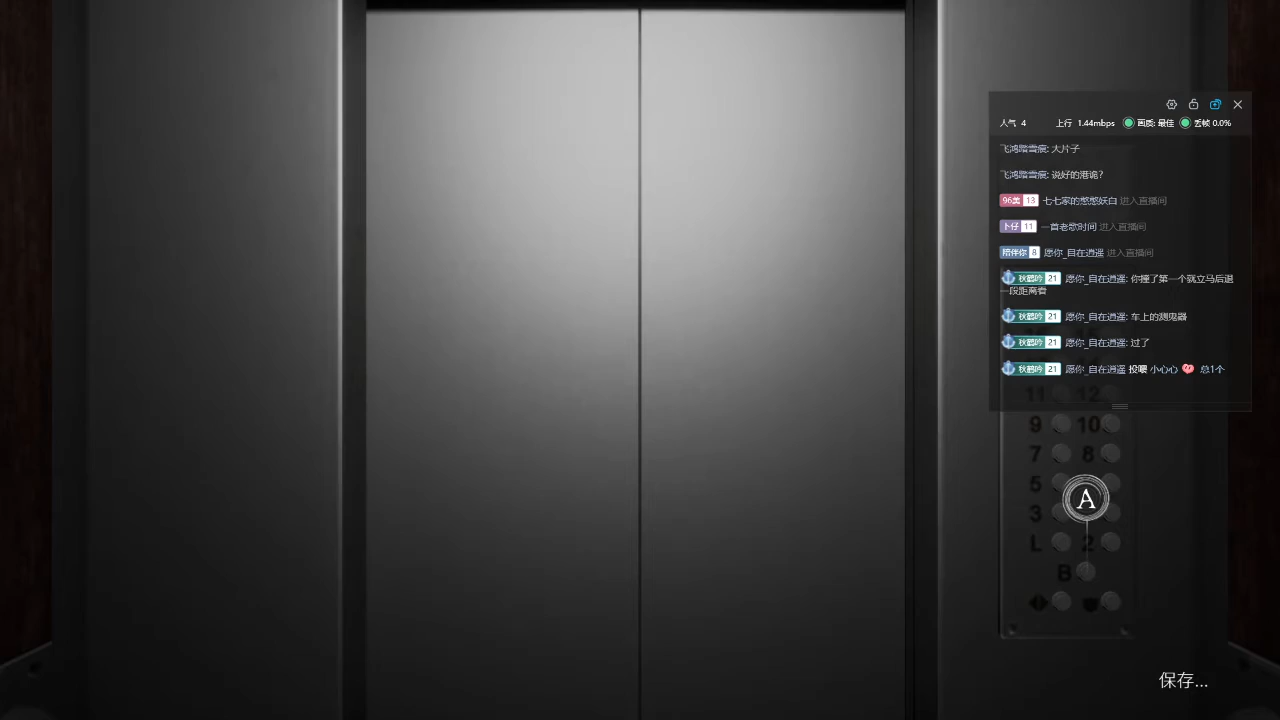 人气 4 上行 1.44mbps 画质: 最佳 丢帧 0.0%
飞鸿踏雪痕: 大片子
飞鸿踏雪痕: 说好的港诡?
96美 13 七七家的憨憨妖白 进入直播间
卜仔 11 一首老歌时间 进入直播间
陪伴你 8 愿你_自在逍遥 进入直播间
秋鹤吟 21 愿你_自在逍遥: 你撞了第一个就立马后退
一段距离看
秋鹤吟 21 愿你_自在逍遥: 车上的测鬼器
秋鹤吟 21 愿你_自在逍遥: 过了
秋鹤吟 21 愿你_自在逍遥 投喂 小心心 总1个
11 12
9 10
7 8
5
A
3
L 2
B
保存...